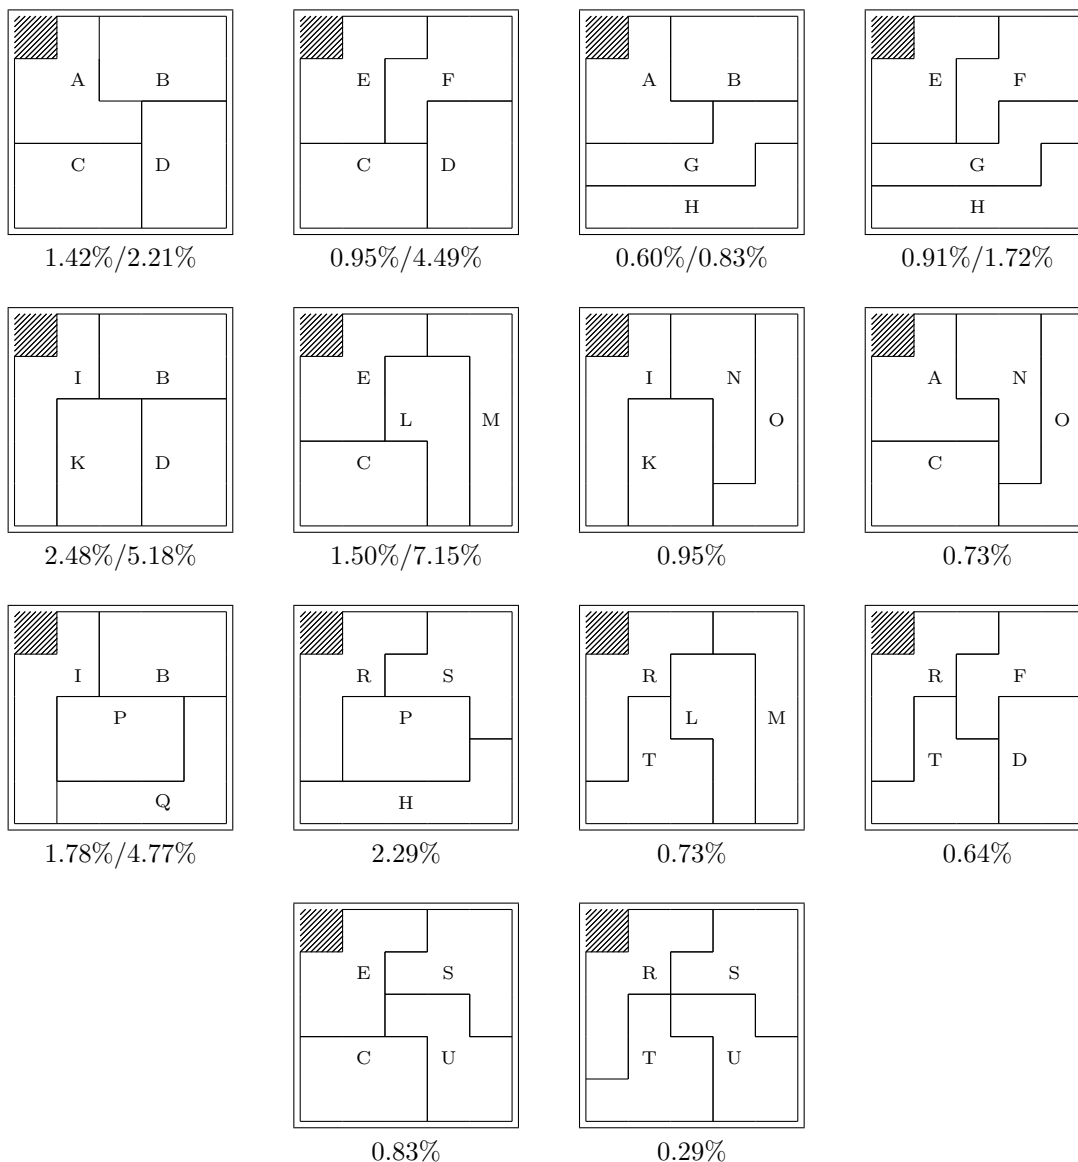 A B E F A B E F
C D C D G G
H H
1.42%/2.21% 0.95%/4.49% 0.60%/0.83% 0.91%/1.72%
I B E I N A N
L M O O
K D C K C
2.48%/5.18% 1.50%/7.15% 0.95% 0.73%
I B R S R R F
P P L M
T T D
Q H
1.78%/4.77% 2.29% 0.73% 0.64%
E S R S
C U T U
0.83% 0.29%